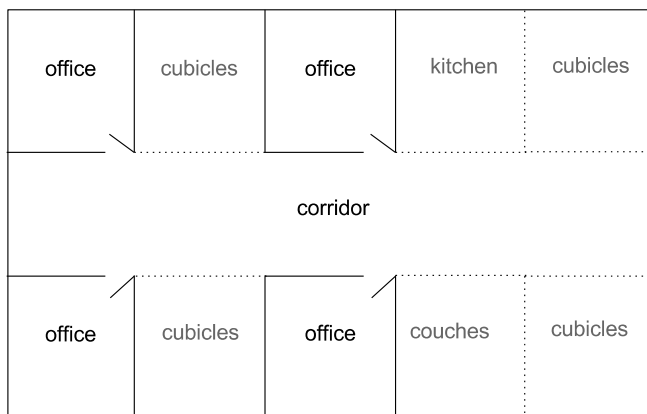 office
cubicles
office
kitchen
cubicles
corridor
office
cubicles
office
couches
cubicles